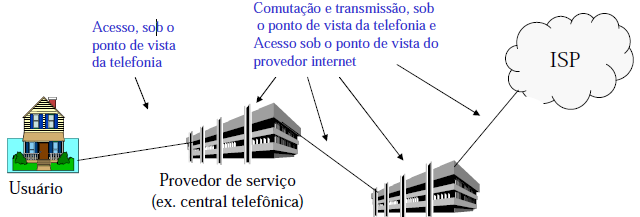 Acesso, sob o
ponto de vista
da telefonia
Comutação e transmissão, sob
o ponto de vista da telefonia e
Acesso sob o ponto de vista do
provedor internet
ISP
Usuário
Provedor de serviço
(ex. central telefônica)